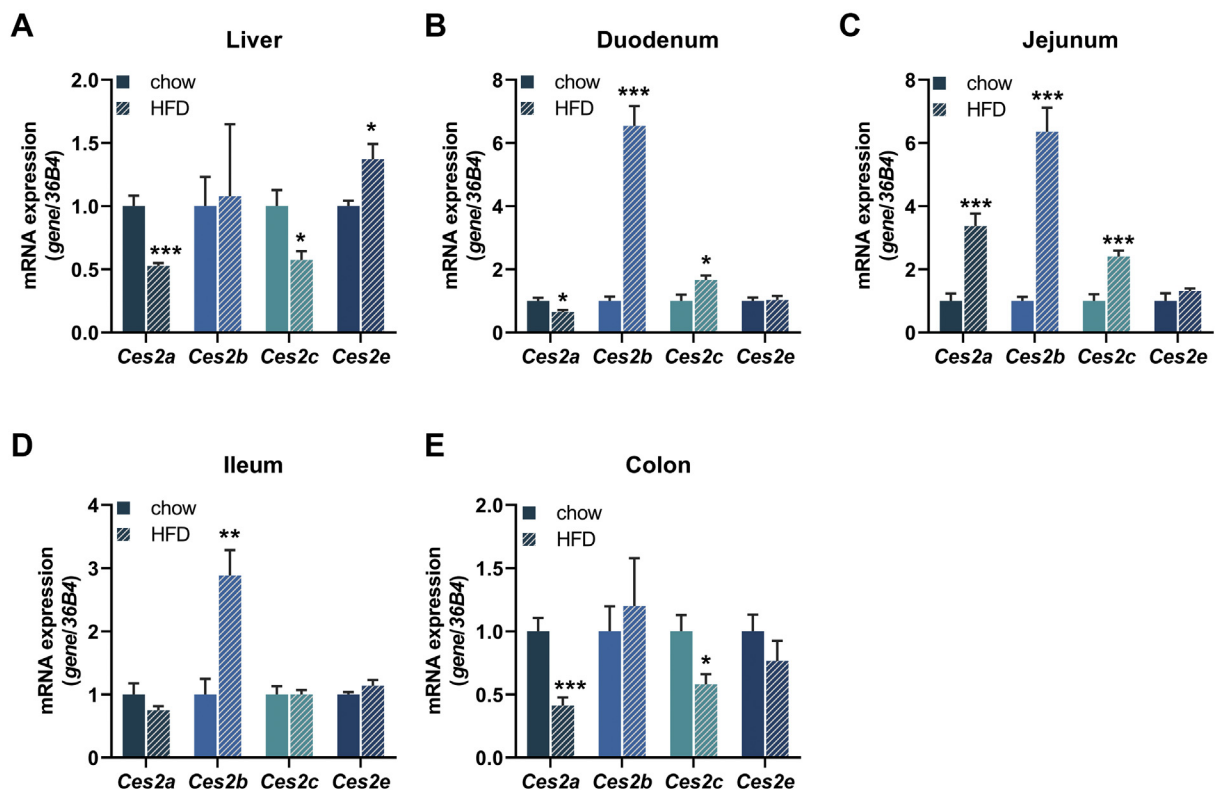 A
Liver
mRNA expression
(gene/36B4)
2.0
1.5
1.0
0.5
0.0
chow
HFD
***
*
*
Ces2a Ces2b Ces2c Ces2e
B
Duodenum
mRNA expression
(gene/36B4)
8
6
4
2
0
chow
HFD
*
***
*
Ces2a Ces2b Ces2c Ces2e
C
Jejunum
mRNA expression
(gene/36B4)
8
6
4
2
0
chow
HFD
***
***
***
Ces2a Ces2b Ces2c Ces2e
D
Ileum
mRNA expression
(gene/36B4)
4
3
2
1
0
chow
HFD
**
Ces2a Ces2b Ces2c Ces2e
E
Colon
mRNA expression
(gene/36B4)
2.0
1.5
1.0
0.5
0.0
chow
HFD
***
*
Ces2a Ces2b Ces2c Ces2e